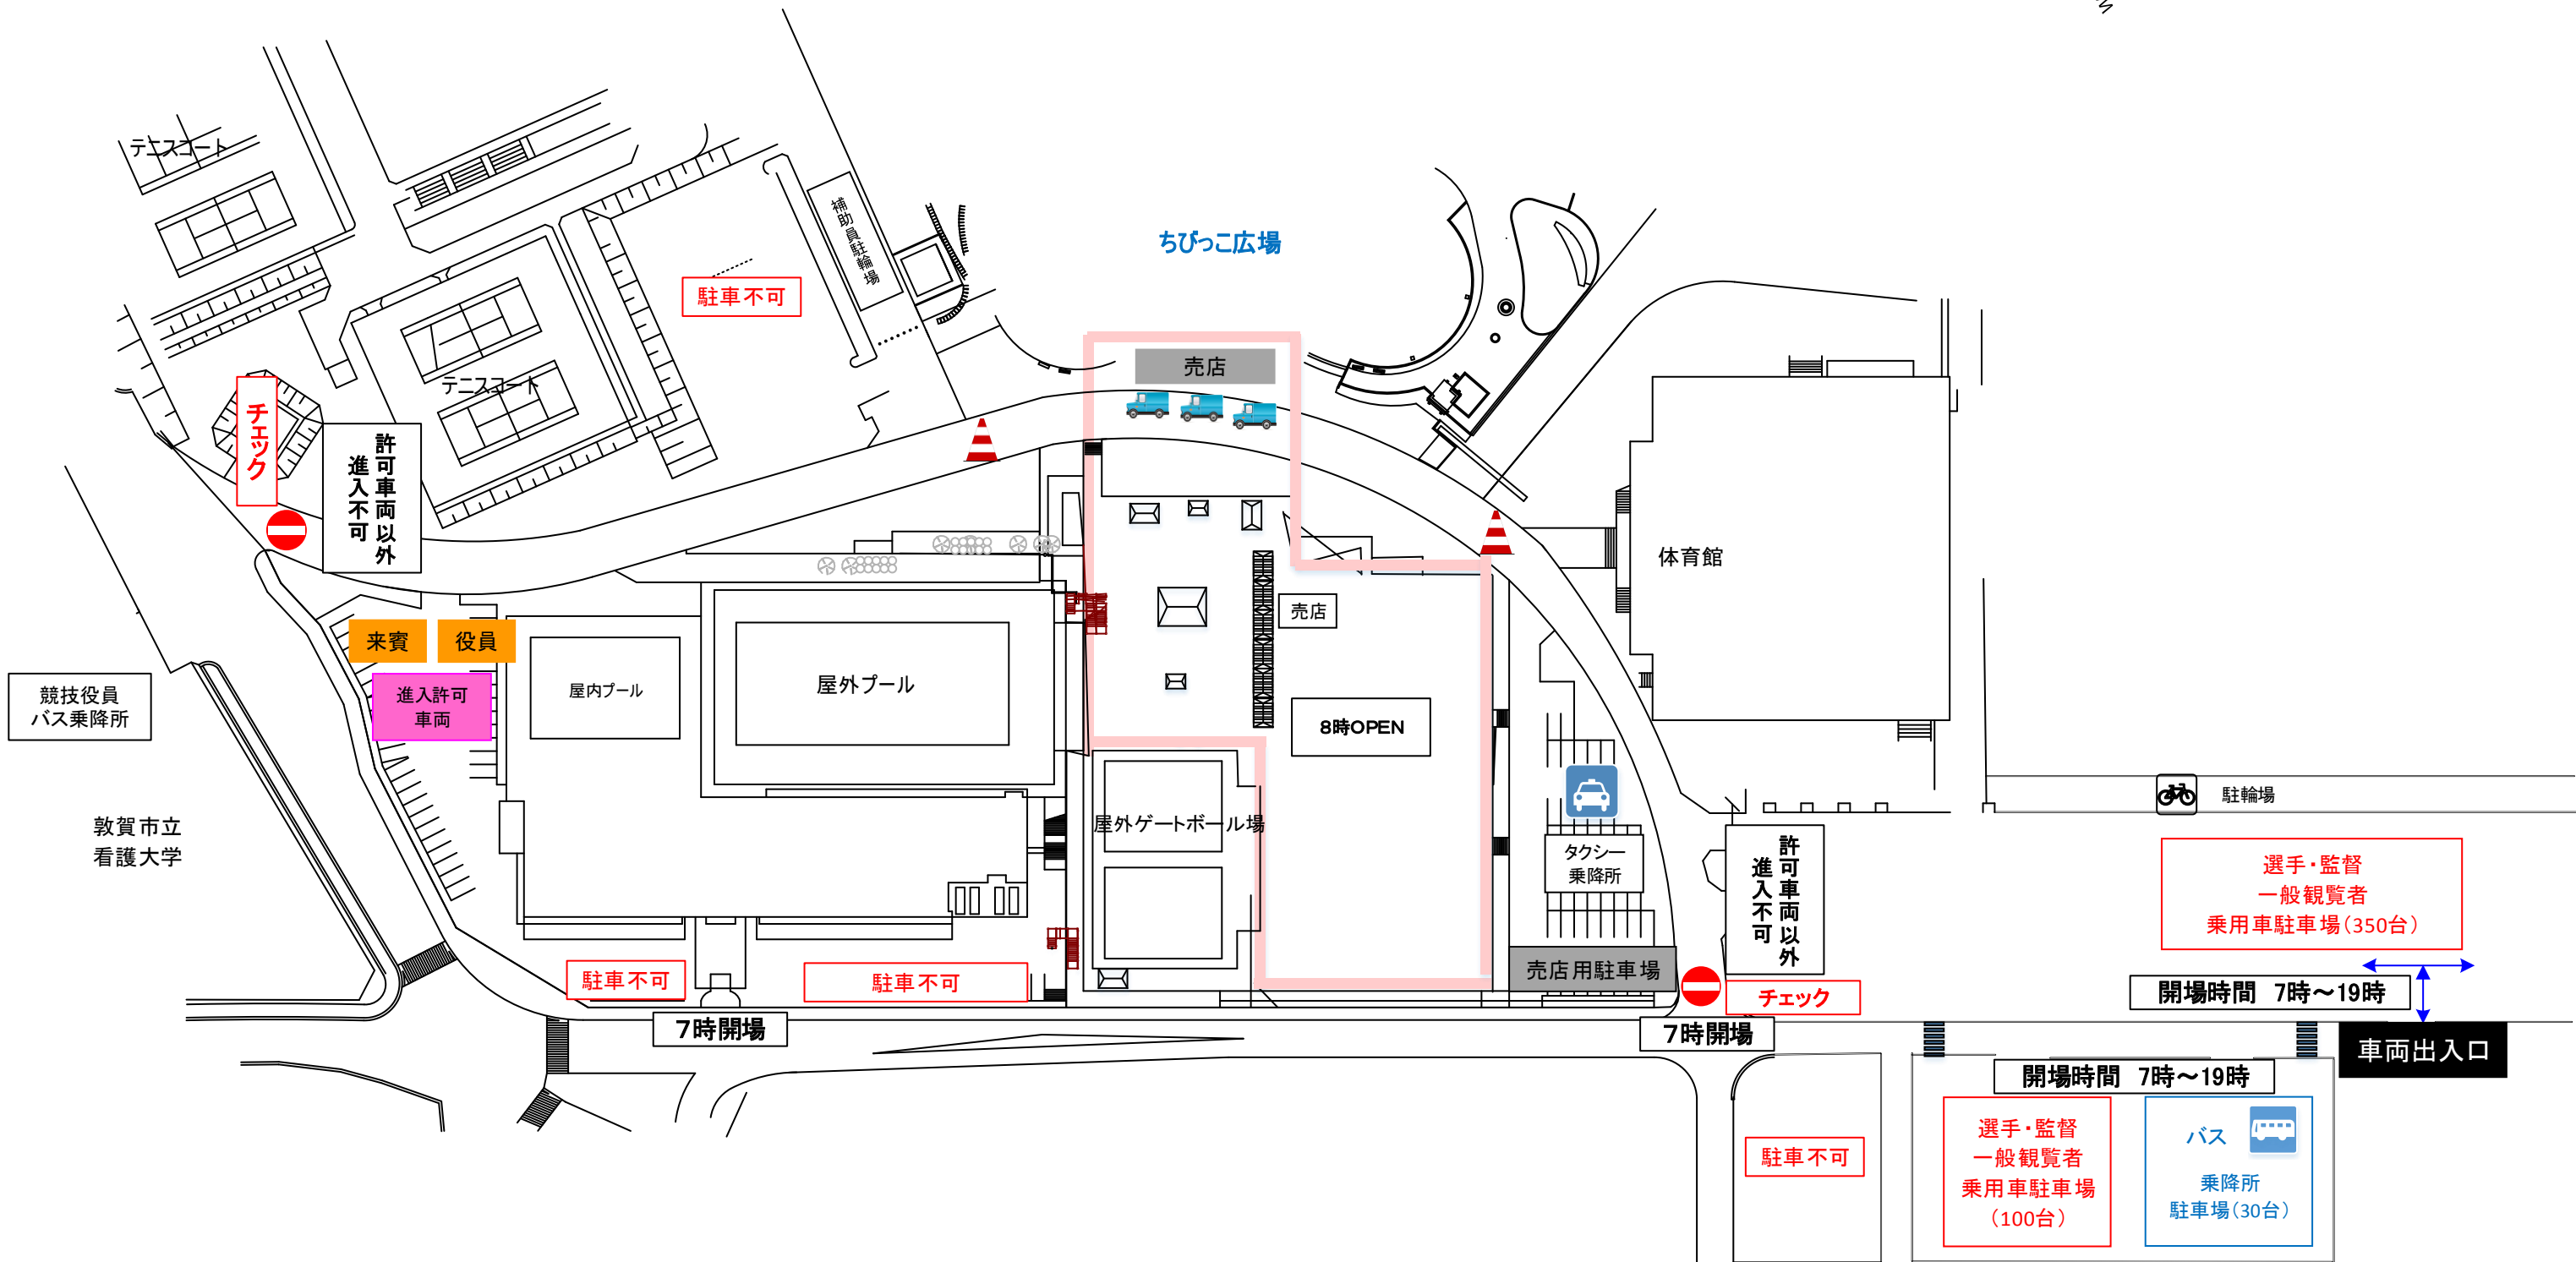 テニスコート
補助員駐輪場
ちびっこ広場
駐車不可
売店
テニスコート
チェック
許可車両以外
進入不可
体育館
売店
来賓
役員
進入許可
車両
屋内プール
屋外プール
競技役員
バス乗降所
8時OPEN
敦賀市立
看護大学
屋外ゲートボール場
タクシー
乗降所
許可車両以外
進入不可
駐輪場
選手・監督
一般観覧者
乗用車駐車場(350台)
駐車不可
駐車不可
売店用駐車場
チェック
開場時間 7時～19時
7時開場
7時開場
車両出入口
開場時間 7時～19時
駐車不可
選手・監督
一般観覧者
乗用車駐車場
(100台)
バス
乗降所
駐車場(30台)